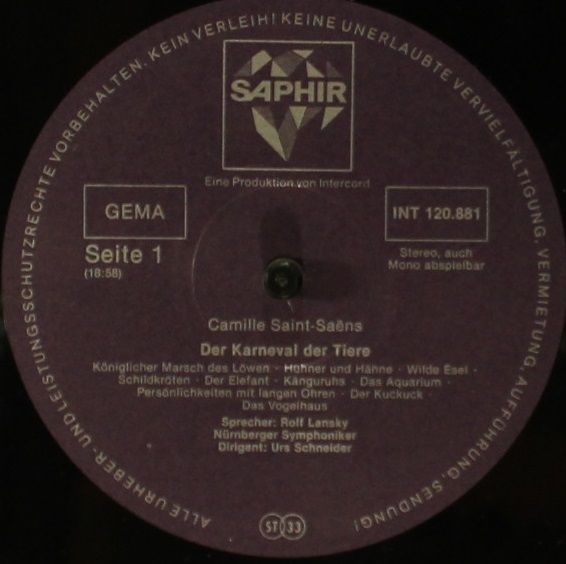 ALLE URHEBER- UND LEISTUNGSSCHUTZRECHTE VORBEHALTEN. KEIN VERLEIH! KEINE UNERLAUBTE VERVIELFÄLTIGUNG, VERMIETUNG, AUFFÜHRUNG, SENDUNG!
SAPHIR
Eine Produktion von Intercord
GEMA
INT 120.881
Seite 1
(18:58)
Stereo, auch
Mono abspielbar
Camille Saint-Saëns
Der Karneval der Tiere
Königlicher Marsch des Löwen · Hühner und Hähne · Wilde Esel ·
Schildkröten · Der Elefant · Känguruhs · Das Aquarium ·
Persönlichkeiten mit langen Ohren · Der Kuckuck ·
Das Vogelhaus
Sprecher: Rolf Lansky
Nürnberger Symphoniker
Dirigent: Urs Schneider
ST 33